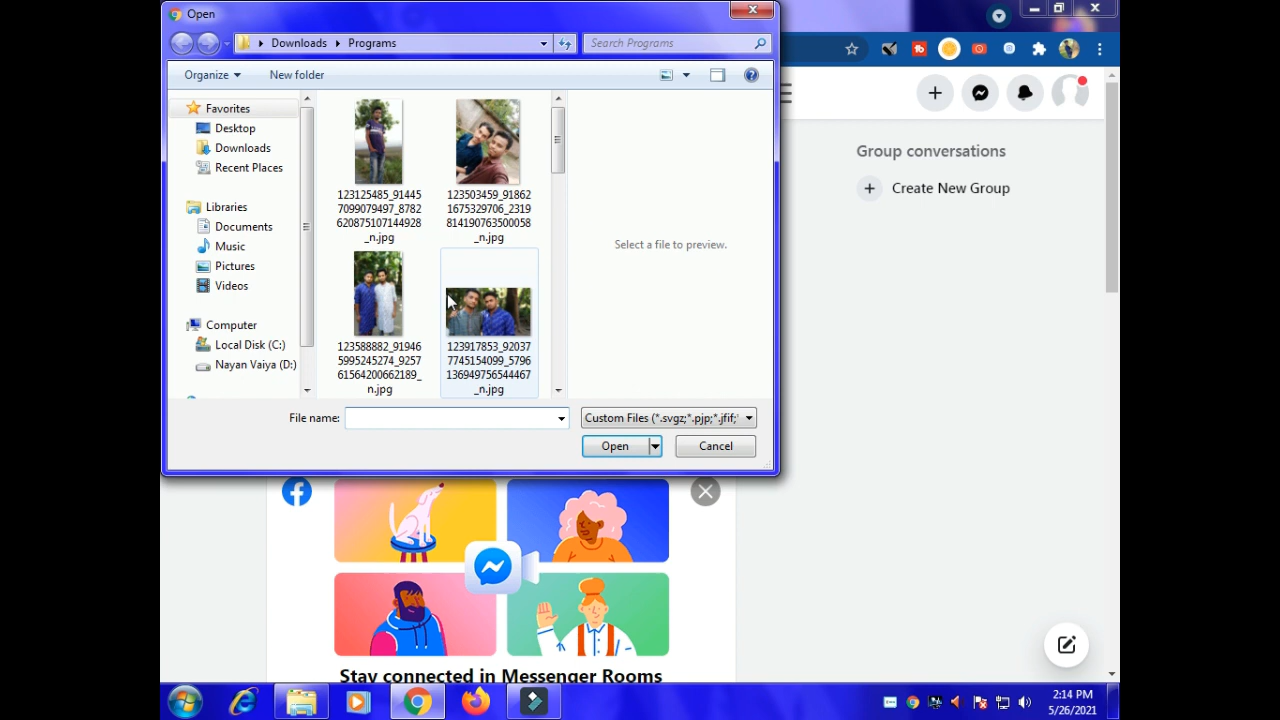 Open
Downloads
Programs
Search Programs
Organize
New folder
Favorites
Desktop
Downloads
Recent Places
Libraries
Documents
Music
Pictures
Videos
Computer
Local Disk (C:)
Nayan Vaiya (D:)
123125485_91445
7099079497_8782
620875107144928
_n.jpg
123503459_91862
1675329706_2319
814190763500058
_n.jpg
123588882_91946
5995245274_9257
61564200662189_
n.jpg
123917853_92037
7745154099_5796
136949756544467
_n.jpg
Select a file to preview.
File name:
Custom Files (*.svgz;*.pjp;*.jfif;*
Open
Cancel
Group conversations
Create New Group
Stay connected in Messenger Rooms
2:14 PM
5/26/2021